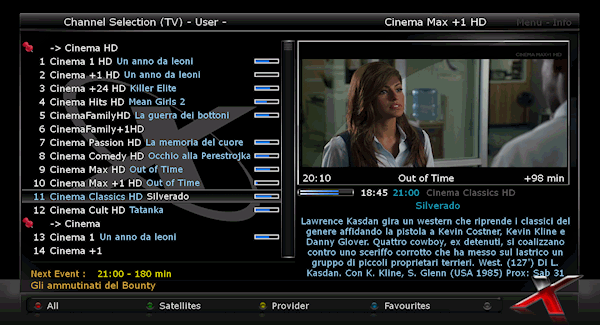 Channel Selection (TV) - User -
Cinema Max +1 HD
Menu - Info
-> Cinema HD
1 Cinema 1 HD Un anno da leoni
2 Cinema +1 HD Un anno da leoni
3 Cinema +24 HD Killer Elite
4 Cinema Hits HD Mean Girls 2
5 CinemaFamilyHD La guerra dei bottoni
6 CinemaFamily+1HD
7 Cinema Passion HD La memoria del cuore
8 Cinema Comedy HD Occhio alla Perestrojka
9 Cinema Max HD Out of Time
10 Cinema Max +1 HD Out of Time
11 Cinema Classics HD Silverado
12 Cinema Cult HD Tatanka
-> Cinema
13 Cinema 1 Un anno da leoni
14 Cinema +1
Next Event : 21:00 - 180 min
Gli ammutinati del Bounty
CINEMA MAX+1 HD
20:10 Out of Time +98 min
18:45 21:00 Cinema Classics HD
Silverado
Lawrence Kasdan gira un western che riprende i classici del
genere affidando la pistola a Kevin Costner, Kevin Kline e
Danny Glover. Quattro cowboy, ex detenuti, si coalizzano
contro uno sceriffo corrotto che ha messo sul lastrico un
gruppo di piccoli proprietari terrieri. West. (127') Di L.
Kasdan. Con K. Kline, S. Glenn (USA 1985) Prox: Sab 31
All
Satellites
Provider
Favourites